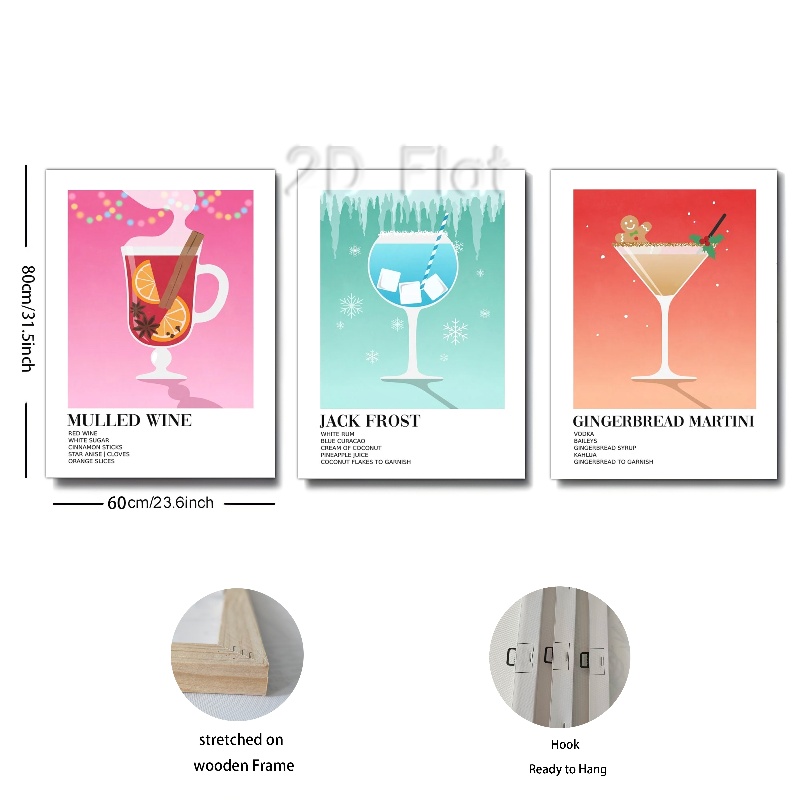 2D Flat
80cm/31.5inch
MULLED WINE
RED WINE
WHITE SUGAR
CINNAMON STICKS
STAR ANISE | CLOVES
ORANGE SLICES
JACK FROST
WHITE RUM
BLUE CURACAO
CREAM OF COCONUT
PINEAPPLE JUICE
COCONUT FLAKES TO GARNISH
GINGERBREAD MARTINI
VODKA
BAILEYS
GINGERBREAD SYRUP
KAHLUA
GINGERBREAD TO GARNISH
60cm/23.6inch
stretched on
wooden Frame
Hook
Ready to Hang